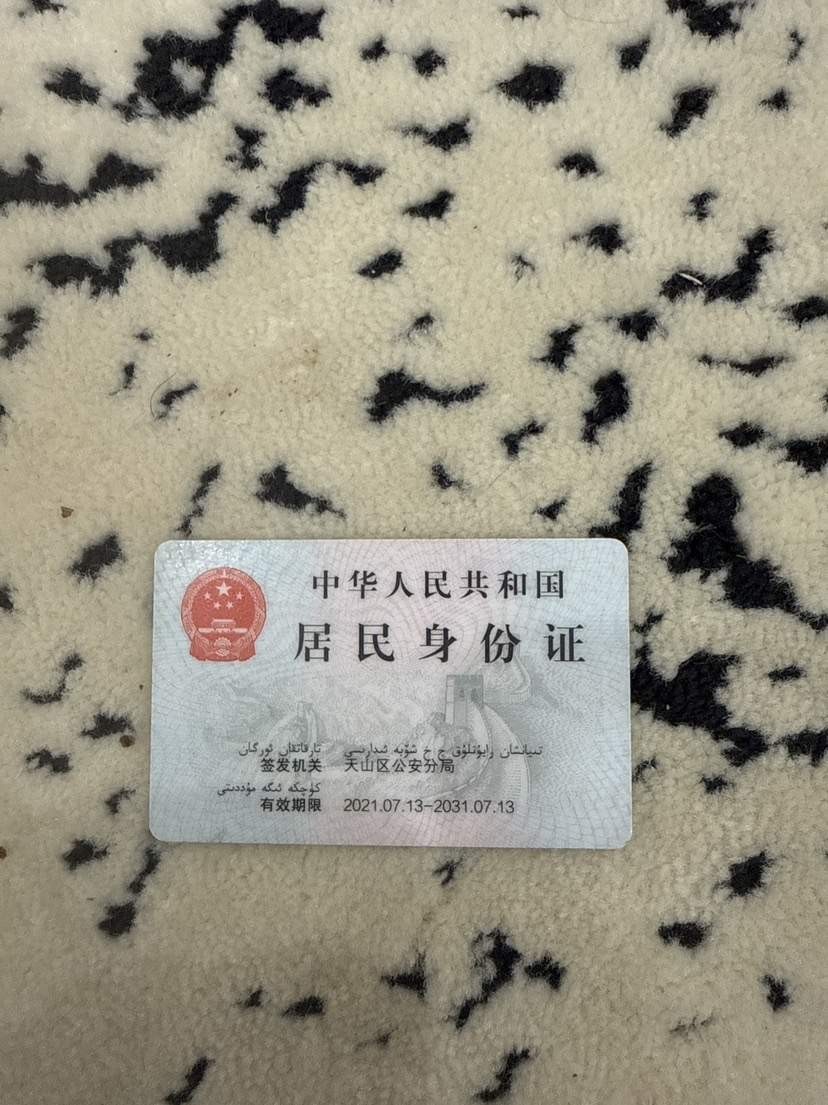 中华人民共和国
居民身份证
تارقاتقان ئورگان تىيانشان رايونلۇق ج خ شۆبە ئىدارىسى
签发机关 天山区公安分局
كۈچكە ئىگە مۇددىتى
有效期限 2021.07.13-2031.07.13